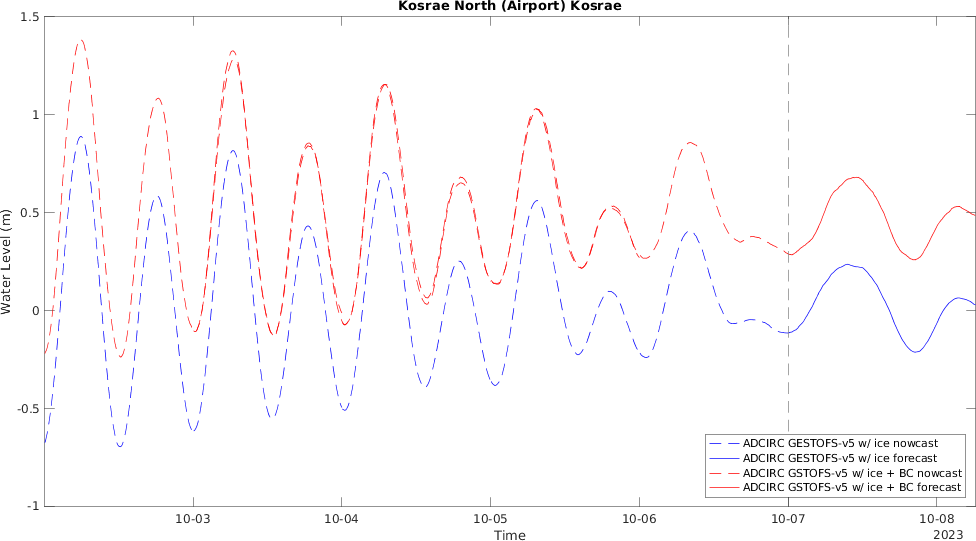 Kosrae North (Airport) Kosrae
1.5
1
0.5
0
-0.5
-1
Water Level (m)
10-03
10-04
10-05
10-06
10-07
10-08
Time
2023
ADCIRC GESTOFS-v5 w/ ice nowcast
ADCIRC GESTOFS-v5 w/ ice forecast
ADCIRC GSTOFS-v5 w/ ice + BC nowcast
ADCIRC GSTOFS-v5 w/ ice + BC forecast